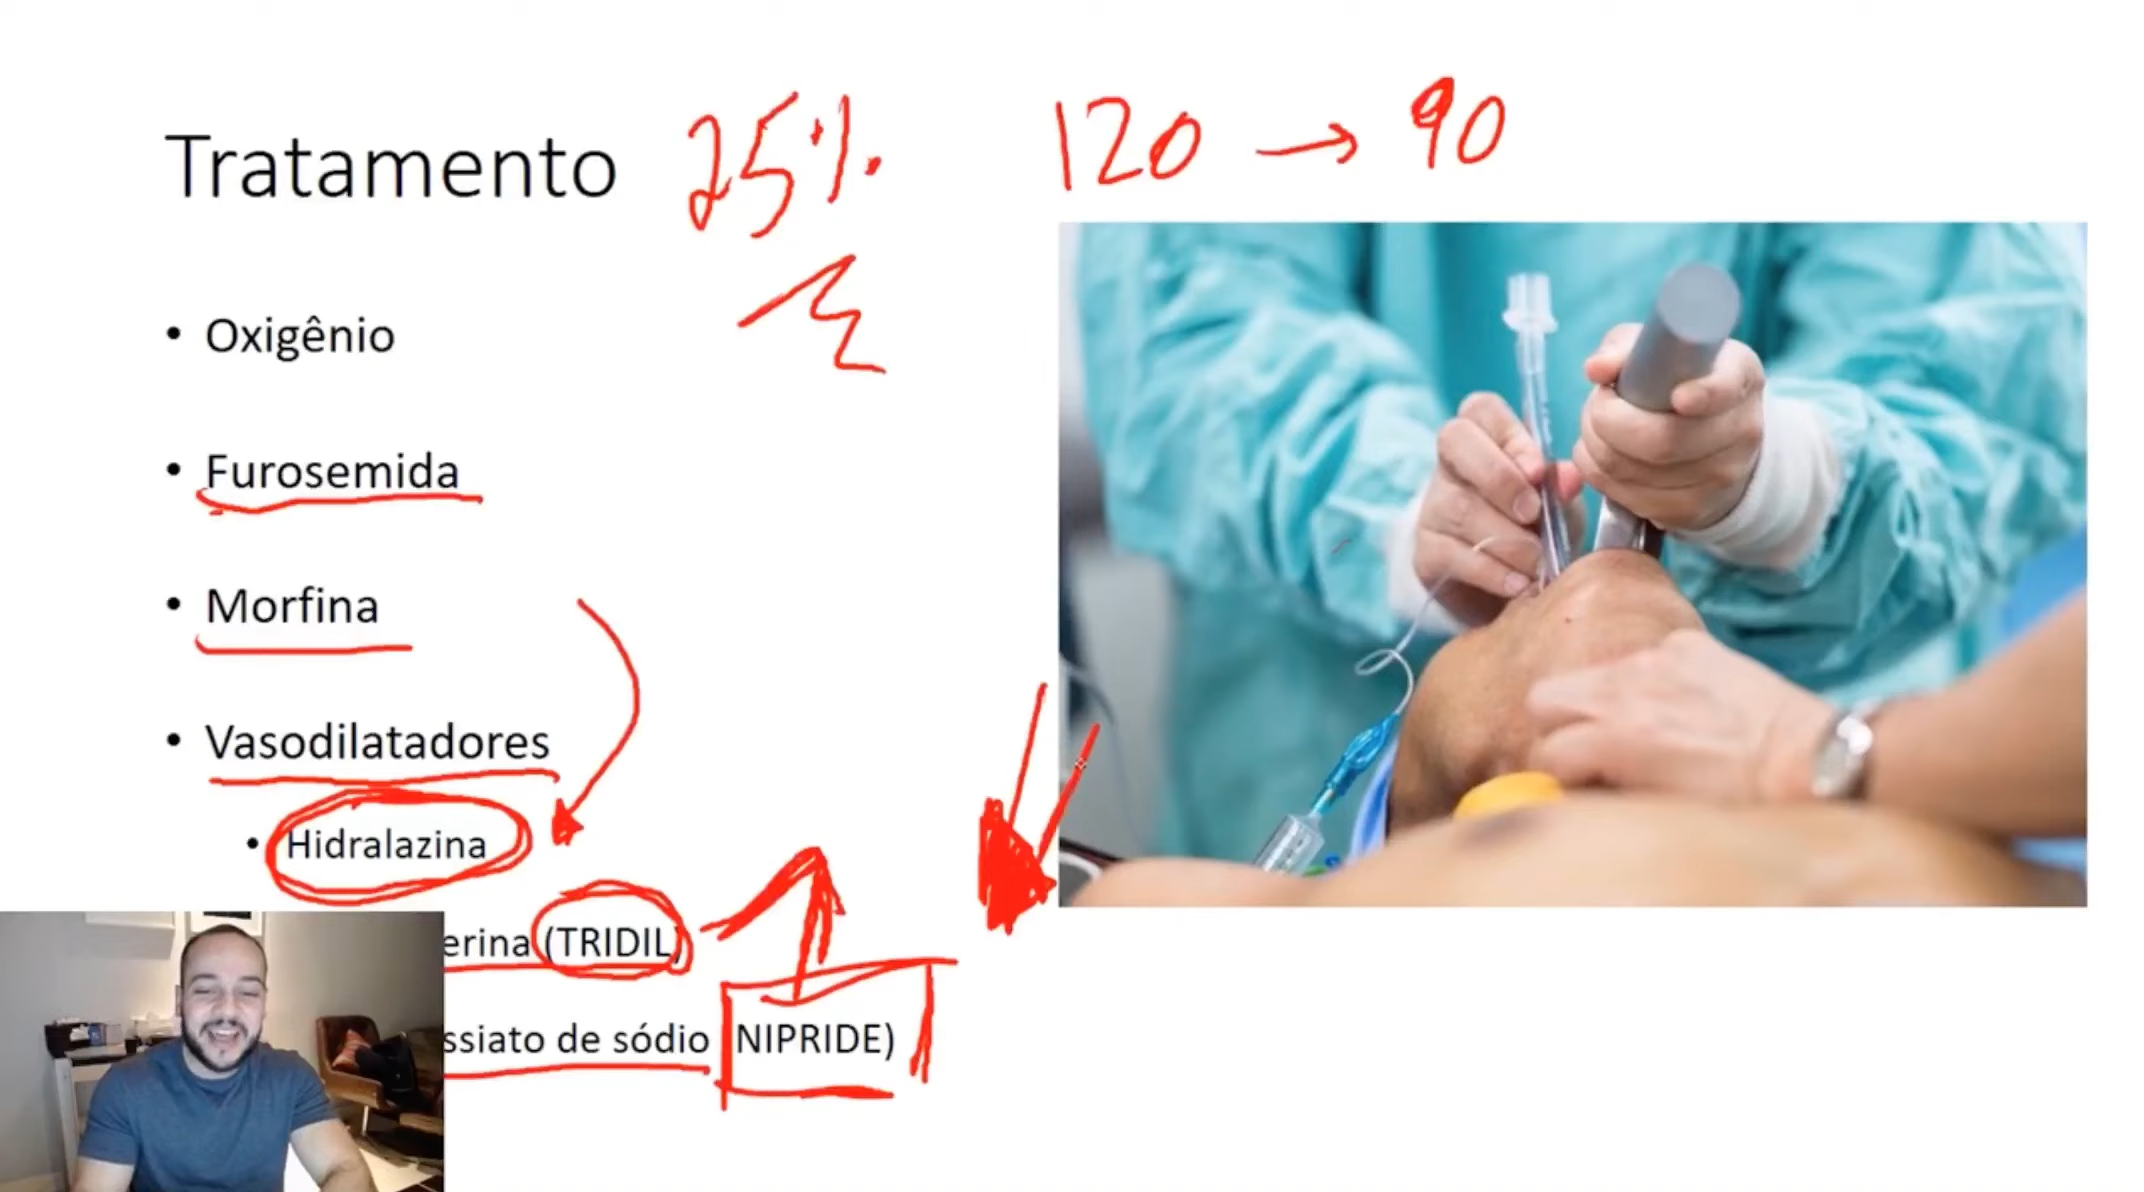 Tratamento 25% 120 → 90
• Oxigênio
• Furosemida
• Morfina
• Vasodilatadores
• Hidralazina
erina (TRIDIL)
ssiato de sódio (NIPRIDE)